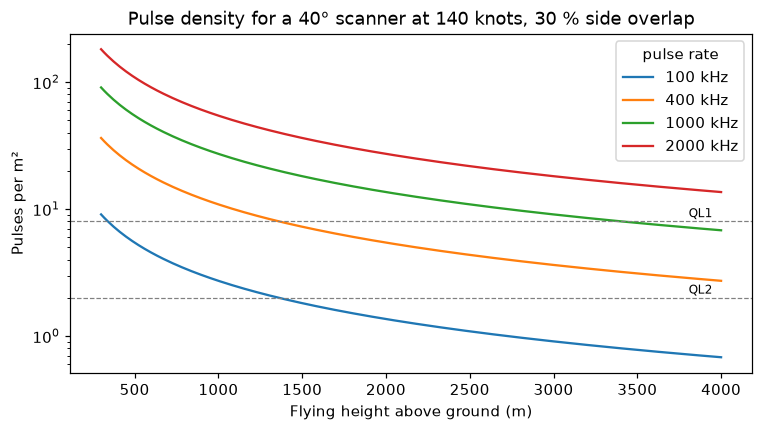 Pulse density for a 40° scanner at 140 knots, 30 % side overlap
Pulses per m²
10²
10¹
10⁰
pulse rate
100 kHz
400 kHz
1000 kHz
2000 kHz
QL1
QL2
500 1000 1500 2000 2500 3000 3500 4000
Flying height above ground (m)